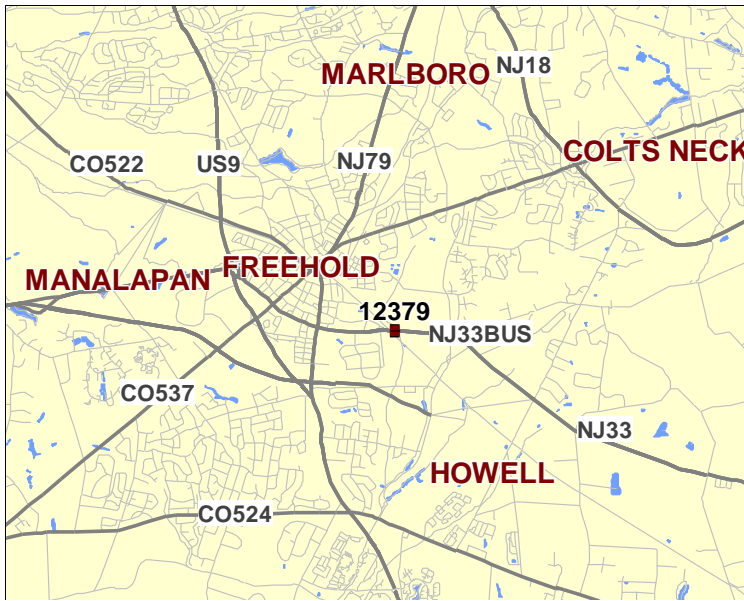 MARLBORO
NJ18
CO522
US9
NJ79
COLTS NECK
MANALAPAN
FREEHOLD
12379
NJ33BUS
CO537
NJ33
HOWELL
CO524